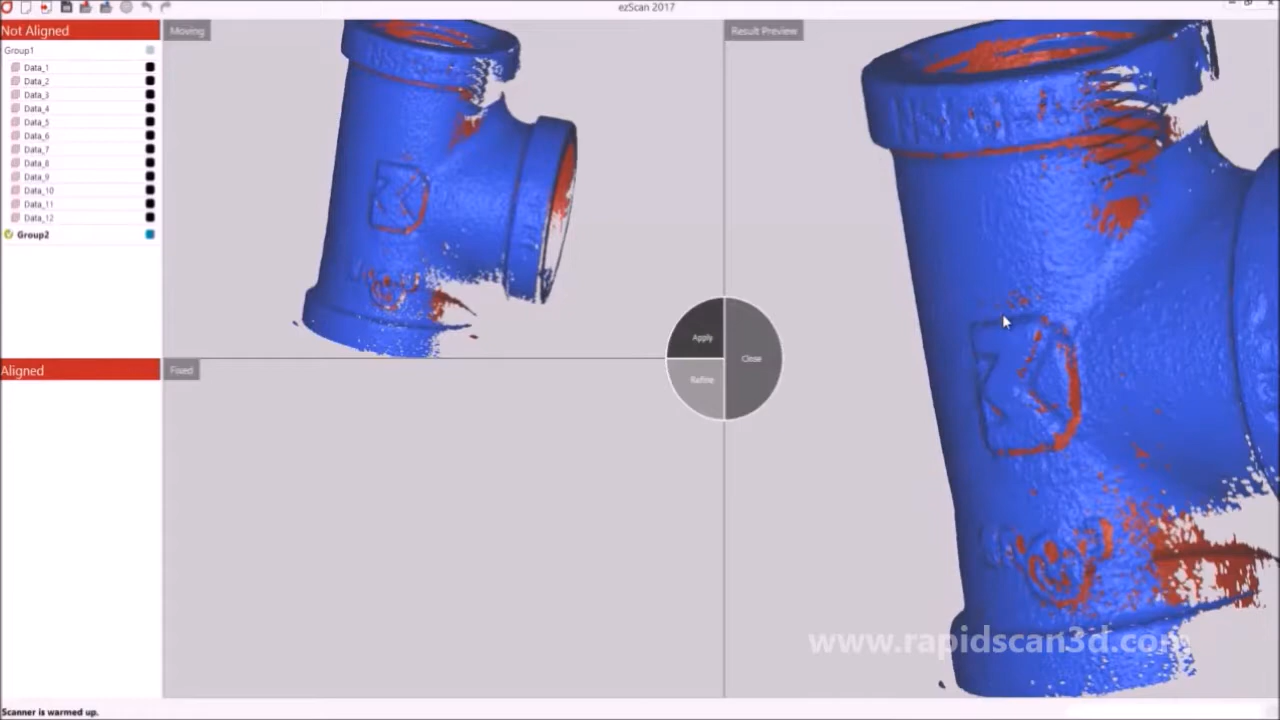 ezScan 2017
Not Aligned
Group1
Data_1
Data_2
Data_3
Data_4
Data_5
Data_6
Data_7
Data_8
Data_9
Data_10
Data_11
Data_12
Group2
Moving
Result Preview
Apply
Close
Refine
Aligned
Fixed
www.rapidscan3d.com
Scanner is warmed up.